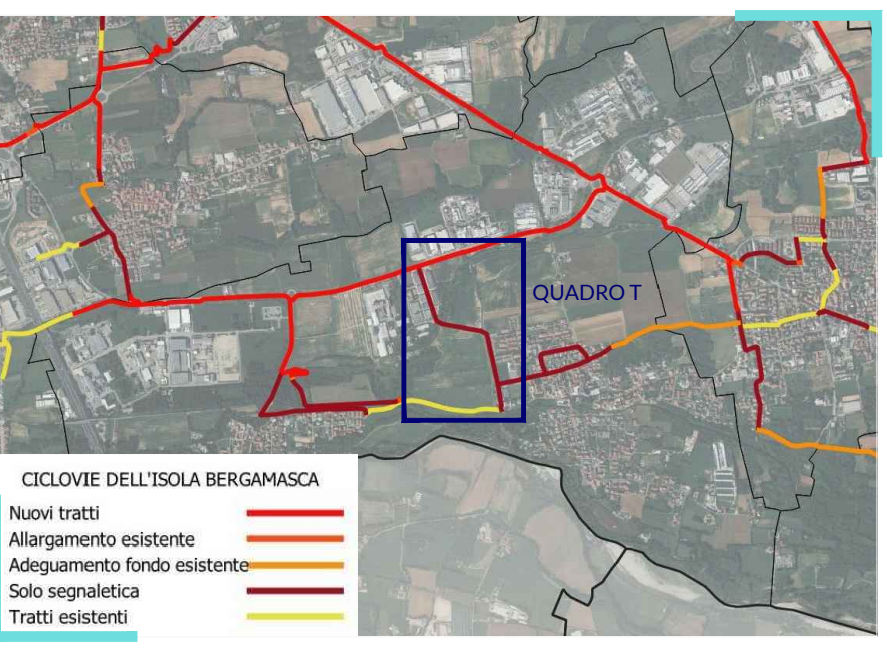 QUADRO T
CICLOVIE DELL'ISOLA BERGAMASCA
Nuovi tratti
Allargamento esistente
Adeguamento fondo esistente
Solo segnaletica
Tratti esistenti